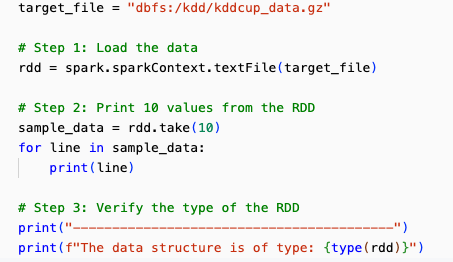 target_file = "dbfs:/kdd/kddcup_data.gz"
# Step 1: Load the data
rdd = spark.sparkContext.textFile(target_file)
# Step 2: Print 10 values from the RDD
sample_data = rdd.take(10)
for line in sample_data:
    print(line)
# Step 3: Verify the type of the RDD
print("-----------------------------------------")
print(f"The data structure is of type: {type(rdd)}")